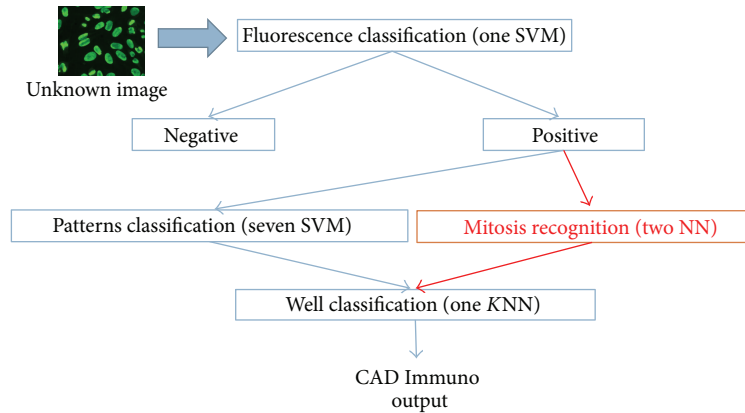 Fluorescence classification (one SVM)
Unknown image
Negative
Positive
Patterns classification (seven SVM)
Mitosis recognition (two NN)
Well classification (one KNN)
CAD Immuno
output